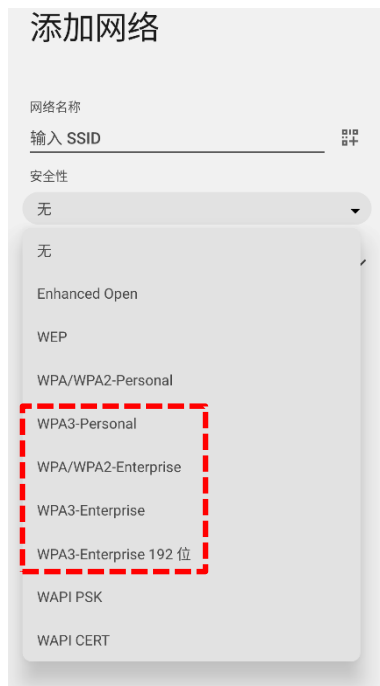 添加网络
网络名称
输入 SSID
安全性
无
无
Enhanced Open
WEP
WPA/WPA2-Personal
WPA3-Personal
WPA/WPA2-Enterprise
WPA3-Enterprise
WPA3-Enterprise 192 位
WAPI PSK
WAPI CERT